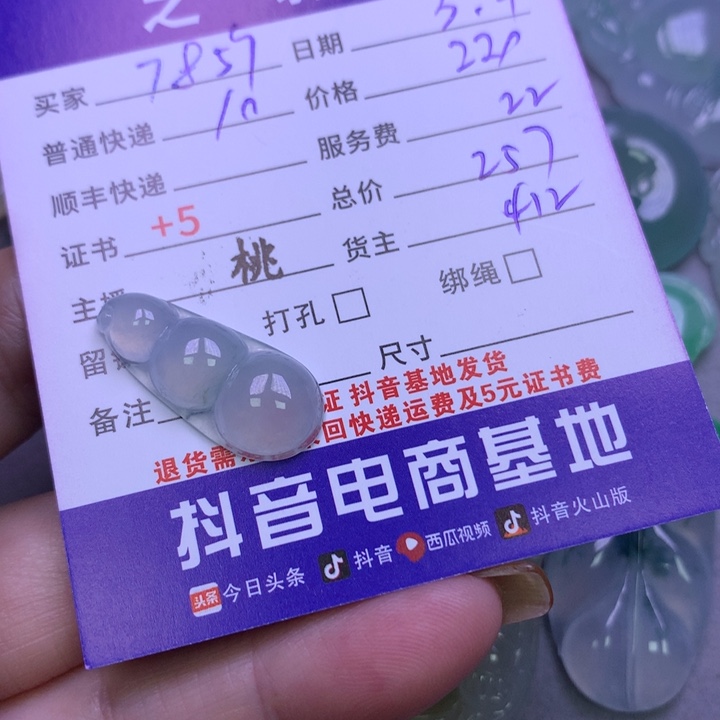 买家 7857 日期 5.7
普通快递 10 价格 220
顺丰快递 服务费 22
证书 +5 总价 257
主播 桃 货主 412
打孔 □ 绑绳 □
尺寸
备注
证 抖音基地发货
退货需 回快递运费及5元证书费
抖音电商基地
头条 今日头条 抖音 西瓜视频 抖音火山版